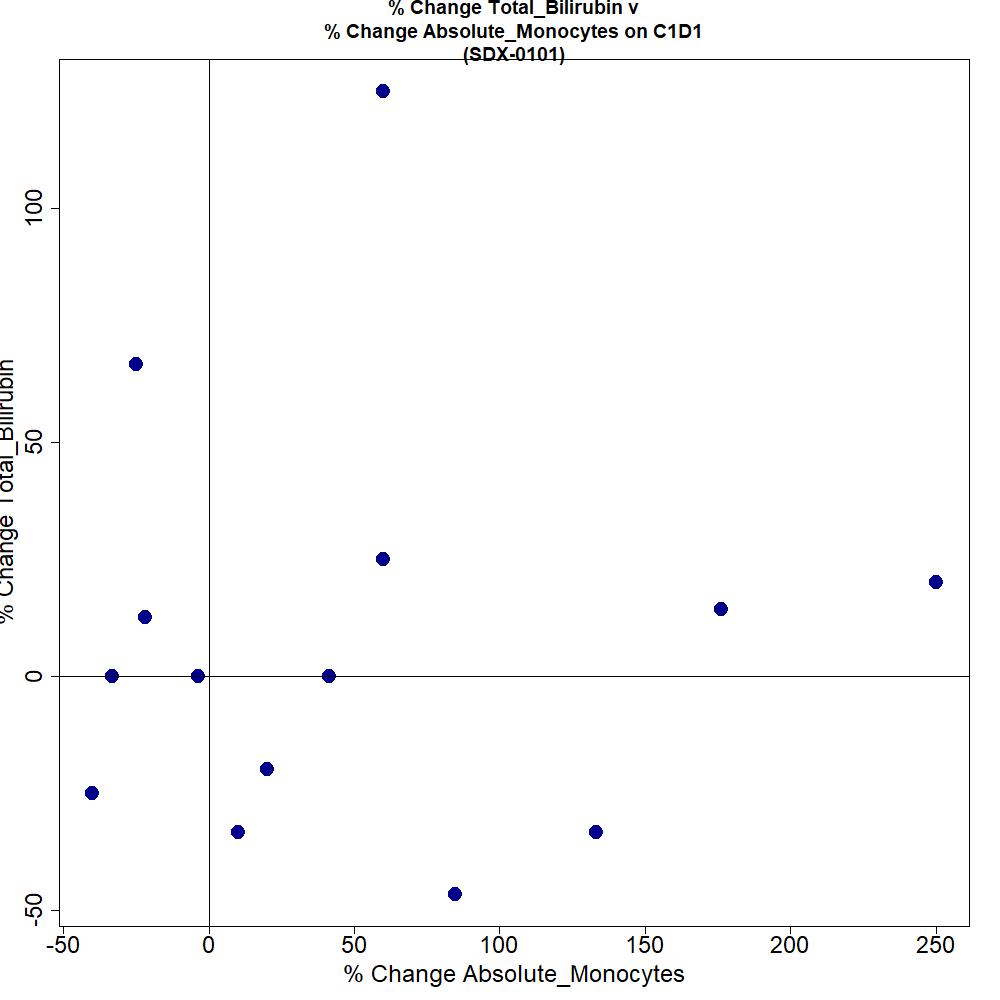 % Change Total_Bilirubin v
% Change Absolute_Monocytes on C1D1
(SDX-0101)
% Change Total_Bilirubin
100
50
0
-50
-50 0 50 100 150 200 250
% Change Absolute_Monocytes